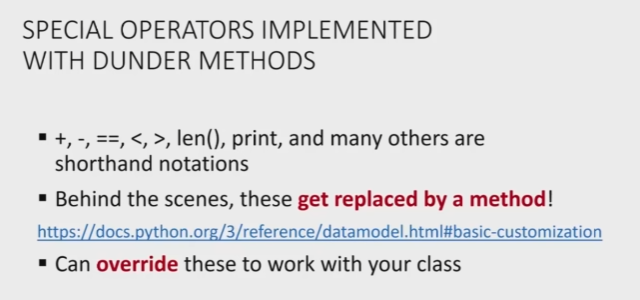 SPECIAL OPERATORS IMPLEMENTED
WITH DUNDER METHODS
▪ +, -, ==, <, >, len(), print, and many others are
shorthand notations
▪ Behind the scenes, these get replaced by a method!
https://docs.python.org/3/reference/datamodel.html#basic-customization
▪ Can override these to work with your class